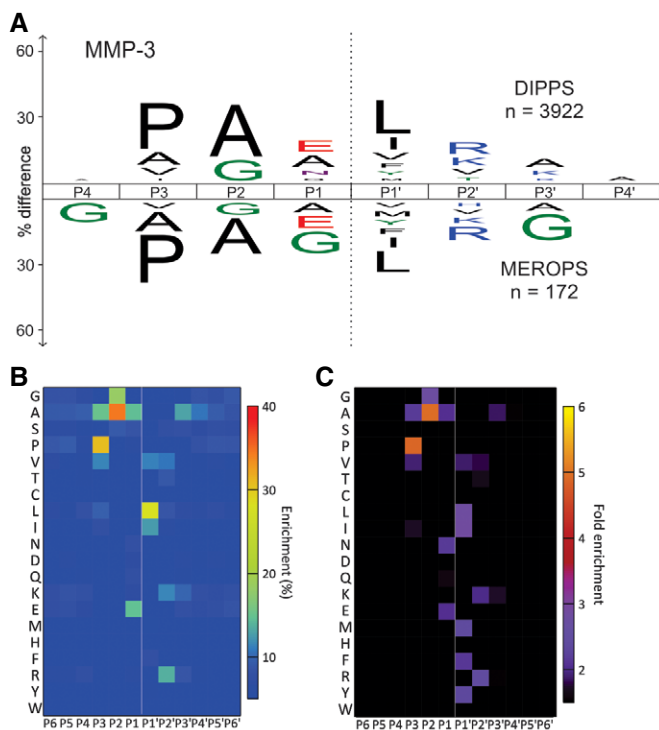 A
MMP-3
60
30
DIPPS
n = 3922
P A E L R A A
A G A I K K
V N V V
F T
Y
M
P4 P3 P2 P1 P1' P2' P3' P4'
% difference
G V G A V V A
A A E M K G
P G Y R
F
I
L
30
60
MEROPS
n = 172
B
G
A
S
P
V
T
C
L
I
N
D
Q
K
E
M
H
F
R
Y
W
P6 P5 P4 P3 P2 P1 P1' P2' P3' P4' P5' P6'
40
30
20
10
Enrichment (%)
C
G
A
S
P
V
T
C
L
I
N
D
Q
K
E
M
H
F
R
Y
W
P6 P5 P4 P3 P2 P1 P1' P2' P3' P4' P5' P6'
6
5
4
3
2
Fold enrichment